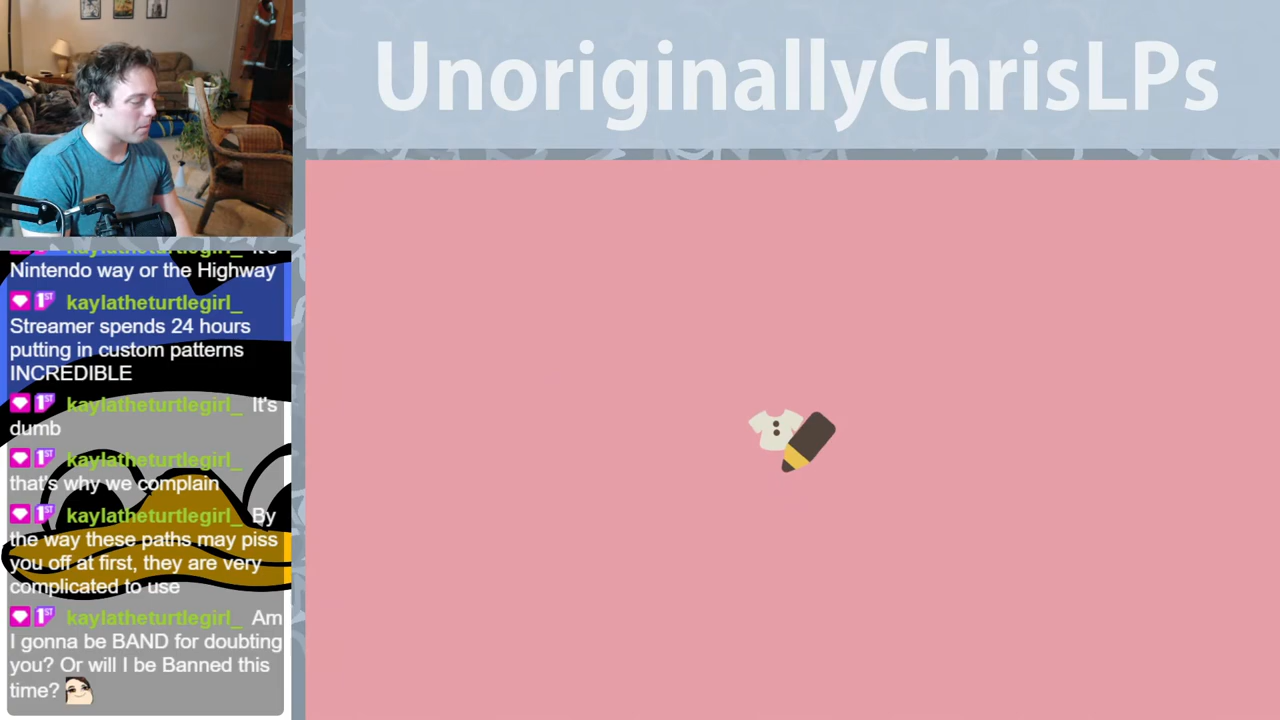 UnoriginallyChrisLPs
kaylatheturtlegirl_ It's
Nintendo way or the Highway
kaylatheturtlegirl_
Streamer spends 24 hours
putting in custom patterns
INCREDIBLE
kaylatheturtlegirl_ It's
dumb
kaylatheturtlegirl_
that's why we complain
kaylatheturtlegirl_ By
the way these paths may piss
you off at first, they are very
complicated to use
kaylatheturtlegirl_ Am
I gonna be BAND for doubting
you? Or will I be Banned this
time?